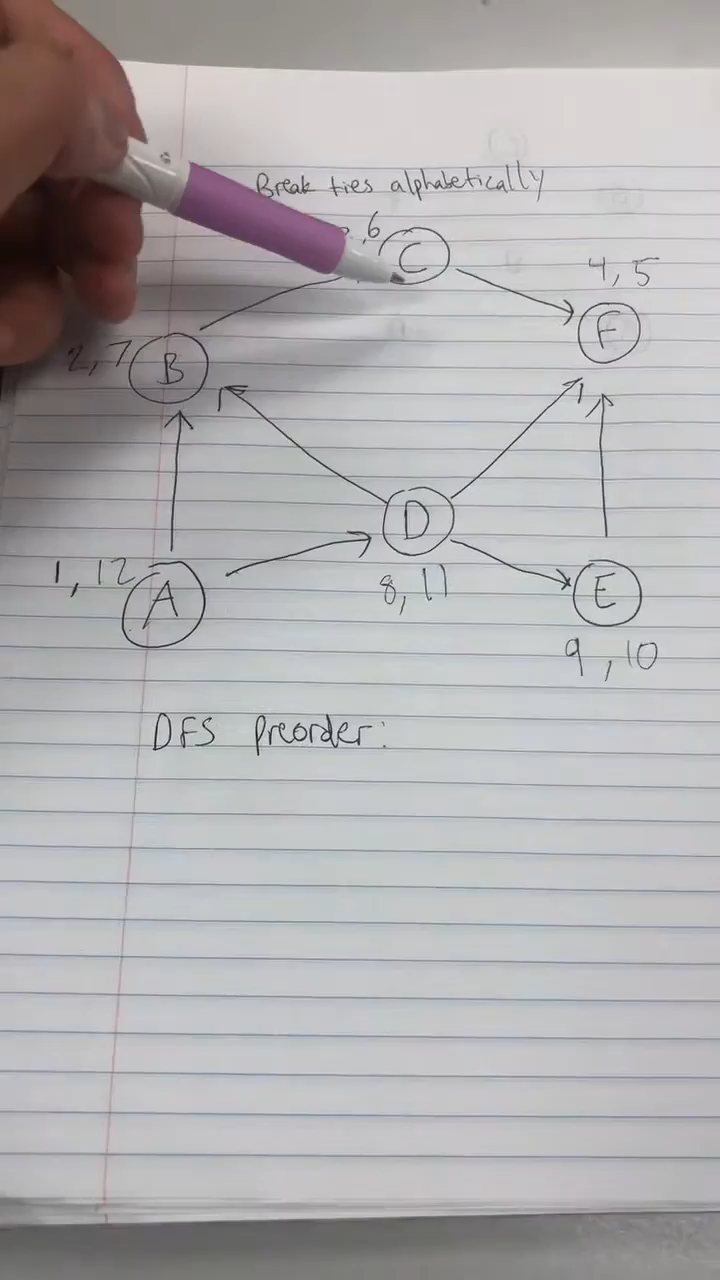 Break ties alphabetically
,6
C
4,5
F
2,7
B
D
1,12
A
8,11
E
9,10
DFS preorder: